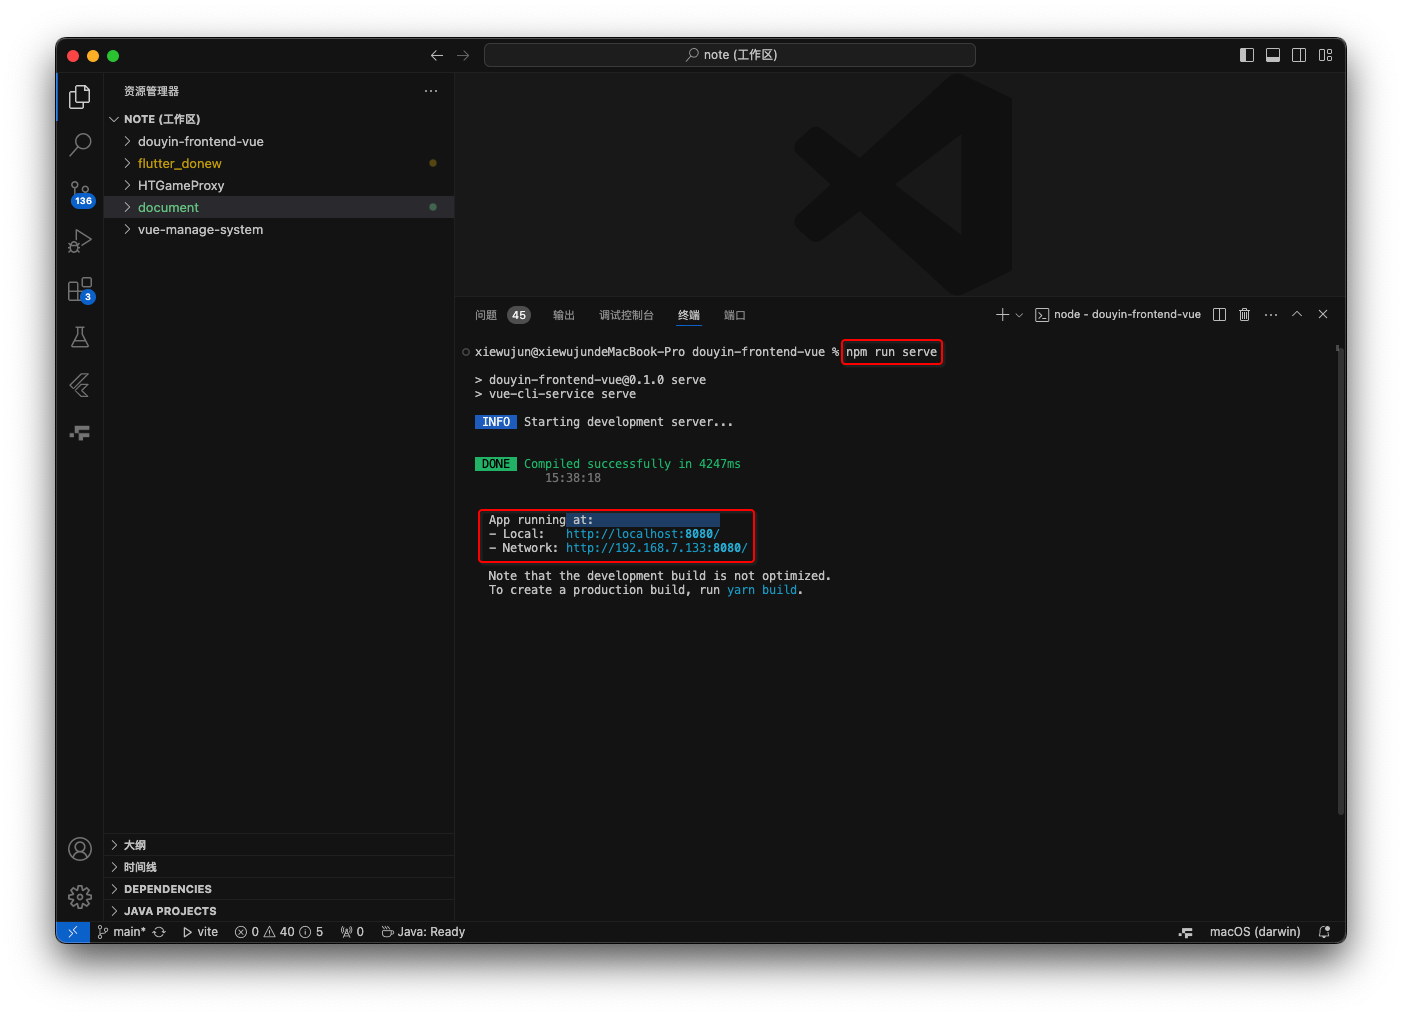 note (工作区)
资源管理器
NOTE (工作区)
douyin-frontend-vue
flutter_donew
HTGameProxy
document
vue-manage-system
136
3
问题 45 输出 调试控制台 终端 端口
node - douyin-frontend-vue
xiewujun@xiewujundeMacBook-Pro douyin-frontend-vue % npm run serve
> douyin-frontend-vue@0.1.0 serve
> vue-cli-service serve
INFO Starting development server...
DONE Compiled successfully in 4247ms
15:38:18
App running at:
- Local: http://localhost:8080/
- Network: http://192.168.7.133:8080/
Note that the development build is not optimized.
To create a production build, run yarn build.
大纲
时间线
DEPENDENCIES
JAVA PROJECTS
main* vite 0 40 5 0 Java: Ready macOS (darwin)